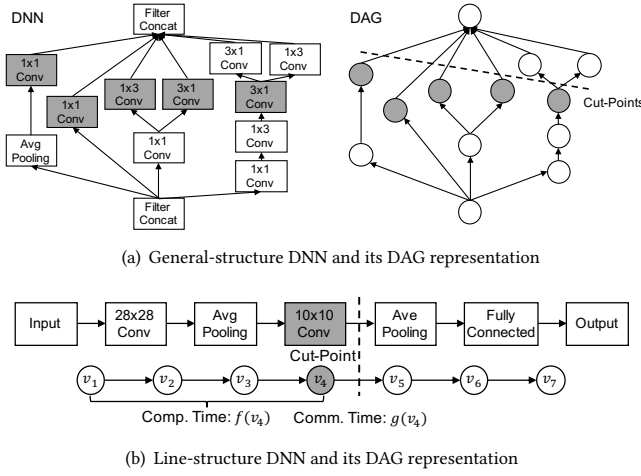 DNN
Filter
Concat
DAG
1x1
Conv
1x1
Conv
1x3
Conv
3x1
Conv
3x1
Conv
1x3
Conv
3x1
Conv
Cut-Points
Avg
Pooling
1x1
Conv
1x3
Conv
1x1
Conv
Filter
Concat
(a) General-structure DNN and its DAG representation
Input
28x28
Conv
Avg
Pooling
10x10
Conv
Ave
Pooling
Fully
Connected
Output
Cut-Point
v1
v2
v3
v4
v5
v6
v7
Comp. Time: f(v4)
Comm. Time: g(v4)
(b) Line-structure DNN and its DAG representation